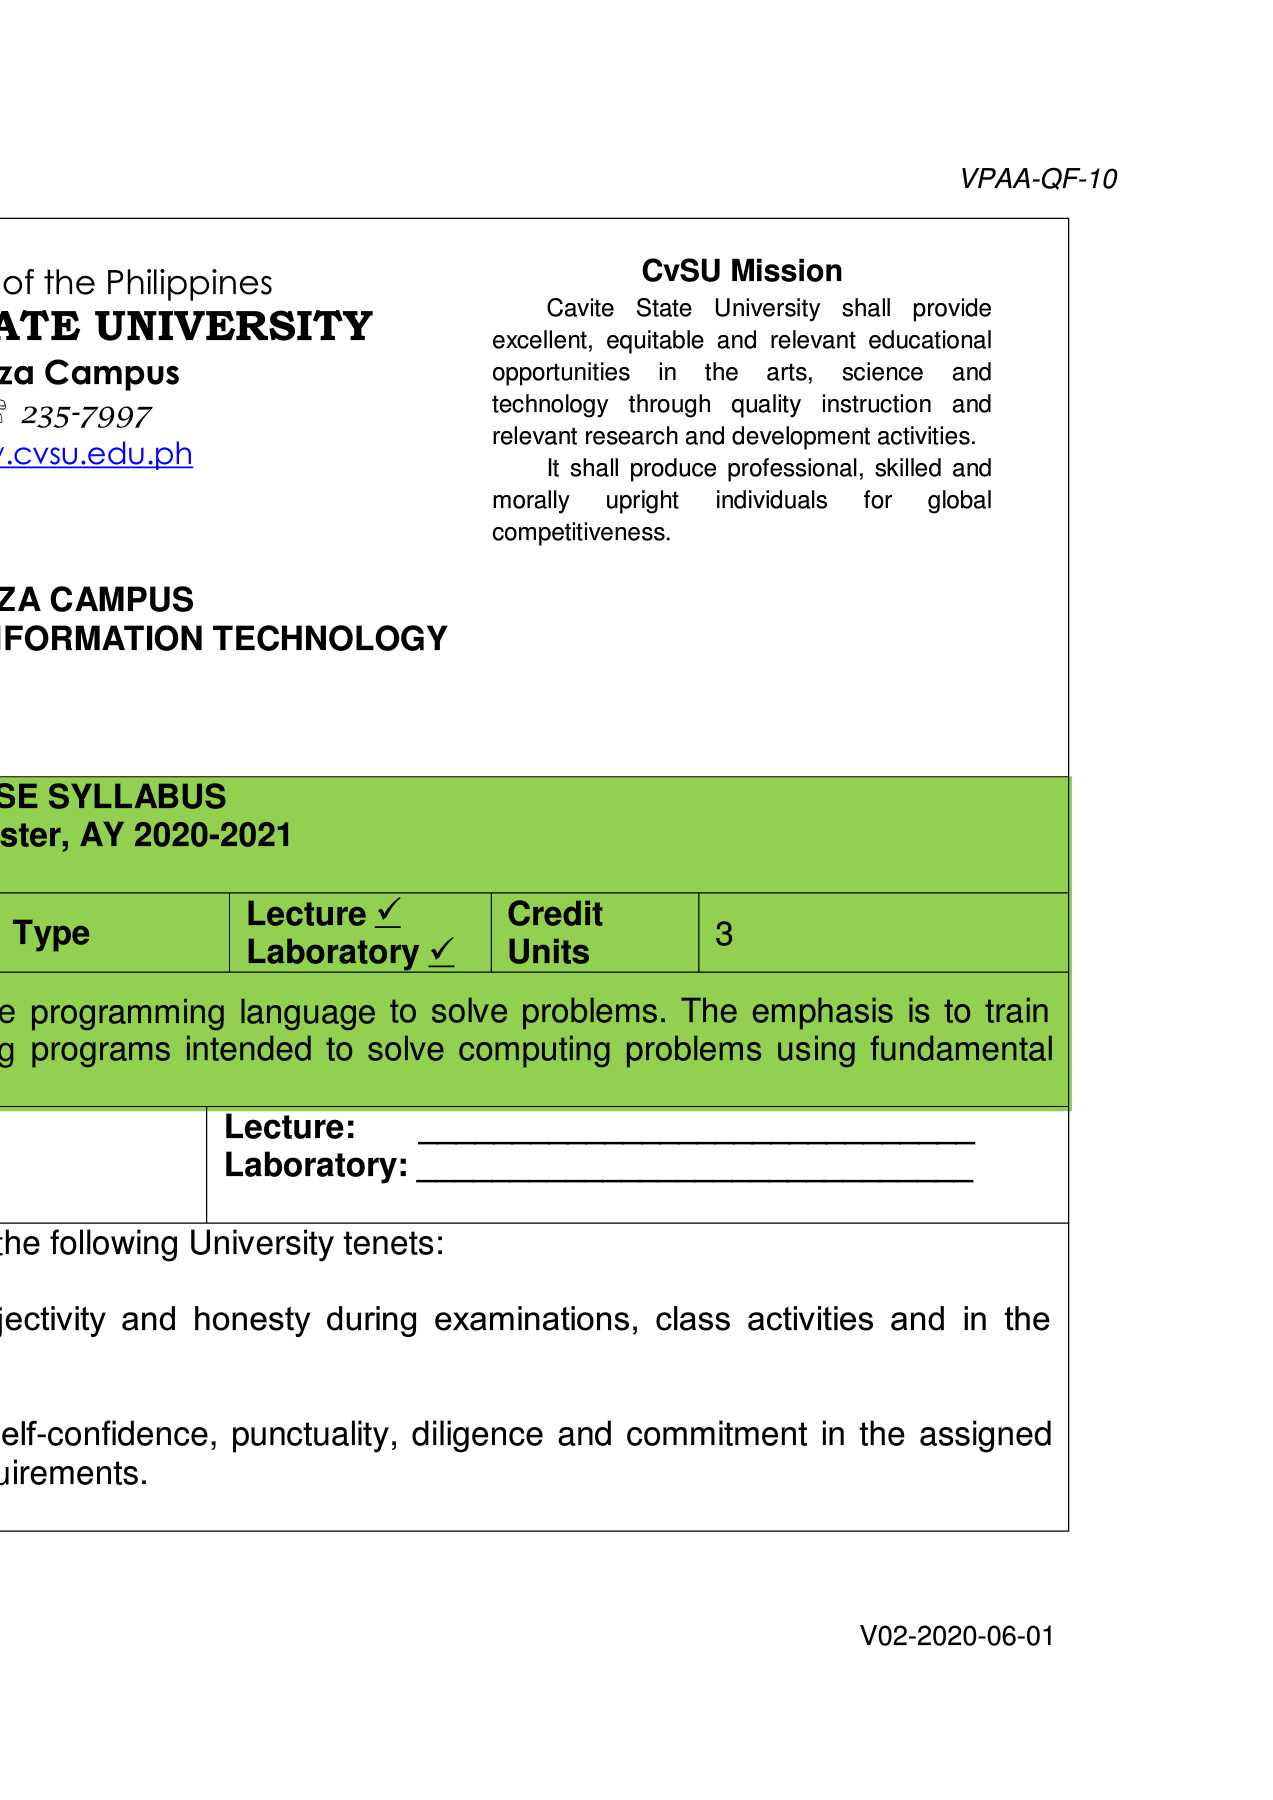 VPAA-QF-10
of the Philippines
ATE UNIVERSITY
za Campus
235-7997
.cvsu.edu.ph
CvSU Mission
Cavite State University shall provide
excellent, equitable and relevant educational
opportunities in the arts, science and
technology through quality instruction and
relevant research and development activities.
It shall produce professional, skilled and
morally upright individuals for global
competitiveness.
ZA CAMPUS
NFORMATION TECHNOLOGY
SE SYLLABUS
ster, AY 2020-2021
Type
Lecture ✓
Laboratory ✓
Credit
Units
3
e programming language to solve problems. The emphasis is to train
g programs intended to solve computing problems using fundamental
Lecture: ______________________________
Laboratory: ______________________________
the following University tenets:
jectivity and honesty during examinations, class activities and in the
elf-confidence, punctuality, diligence and commitment in the assigned
uirements.
V02-2020-06-01